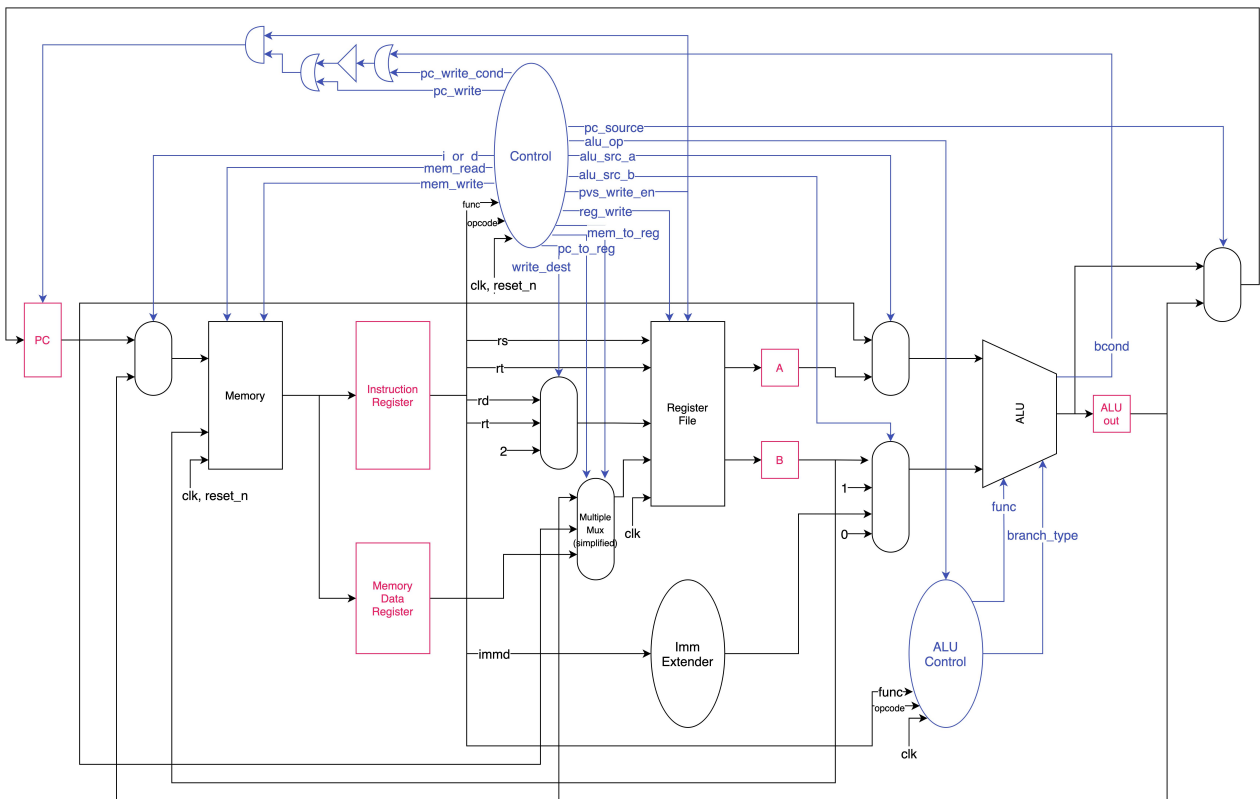 pc_write_cond
pc_write
Control
pc_source
alu_op
i_or_d
alu_src_a
mem_read
alu_src_b
mem_write
pvs_write_en
func
reg_write
opcode
mem_to_reg
pc_to_reg
write_dest
clk, reset_n
PC
rs
bcond
rt
A
Memory
Instruction
Register
rd
Register
File
ALU
ALU
out
rt
2
B
1
clk, reset_n
func
Multiple
Mux
(simplified)
clk
0
branch_type
Memory
Data
Register
immd
Imm
Extender
ALU
Control
func
opcode
clk